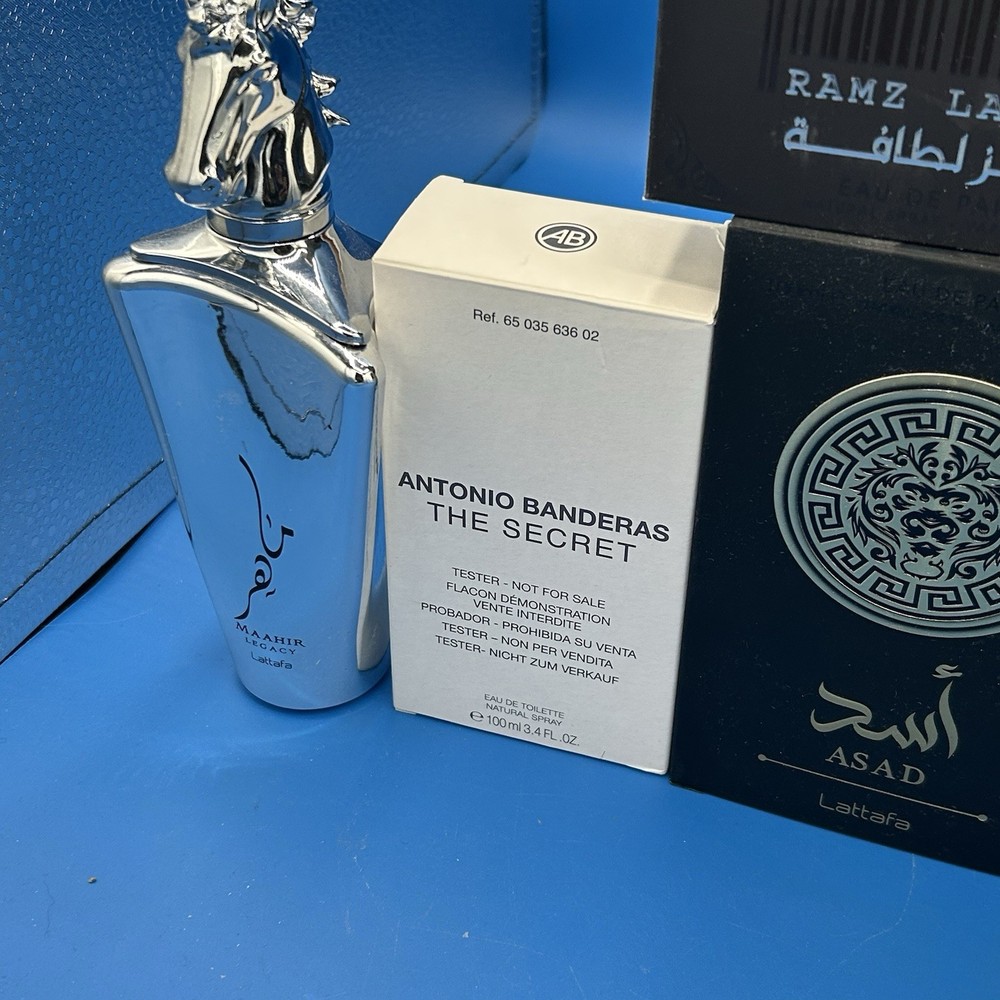 RAMZ LA
ز لطافة
EAU DE PA
AB
Ref. 65 035 636 02
ANTONIO BANDERAS
THE SECRET
TESTER - NOT FOR SALE
FLACON DÉMONSTRATION
VENTE INTERDITE
PROBADOR - PROHIBIDA SU VENTA
TESTER – NON PER VENDITA
TESTER- NICHT ZUM VERKAUF
EAU DE TOILETTE
NATURAL SPRAY
℮ 100 ml 3.4 FL .OZ.
ماهر
MAAHIR
LEGACY
Lattafa
أسد
ASAD
Lattafa